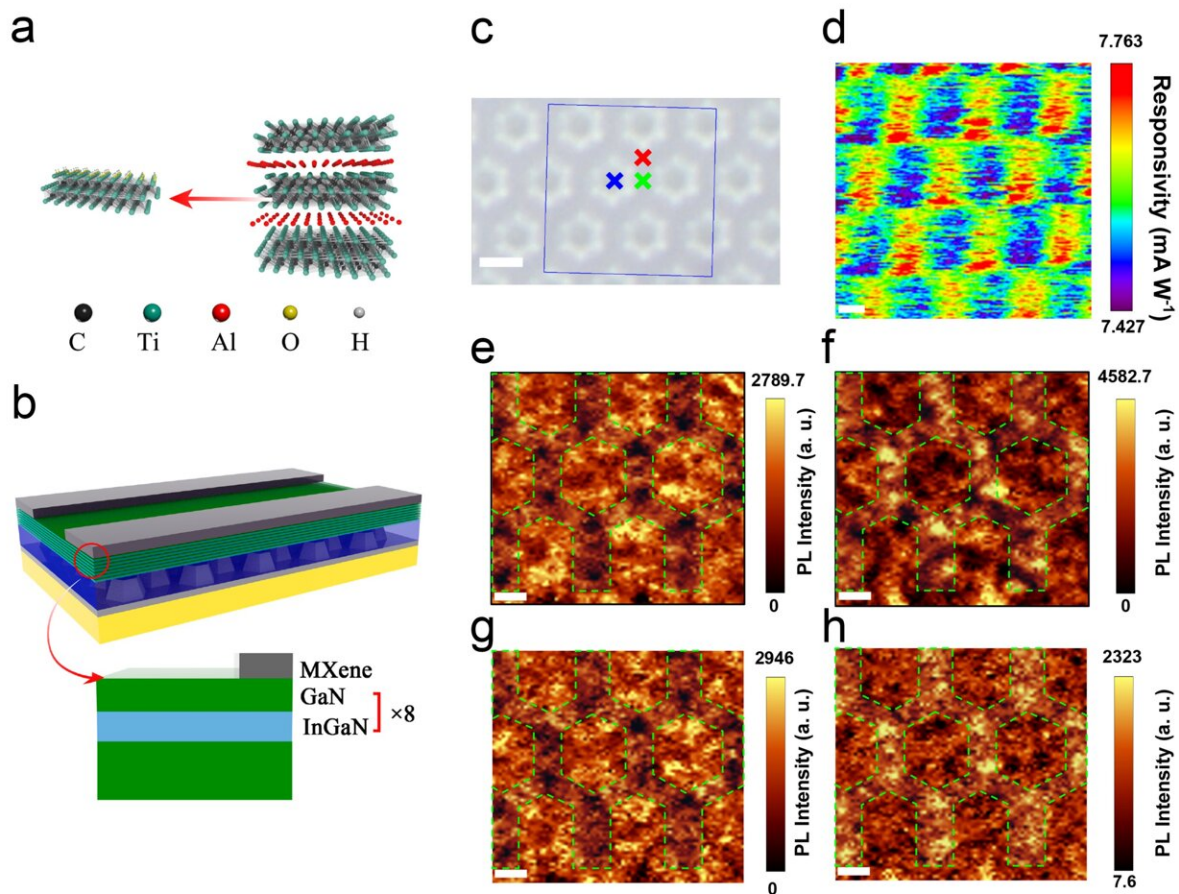 a
C Ti Al O H
b
MXene
GaN
InGaN
×8
c
d
7.763
Responsivity (mA W⁻¹)
7.427
e
2789.7
PL Intensity (a. u.)
0
f
4582.7
PL Intensity (a. u.)
0
g
2946
PL Intensity (a. u.)
0
h
2323
PL Intensity (a. u.)
7.6